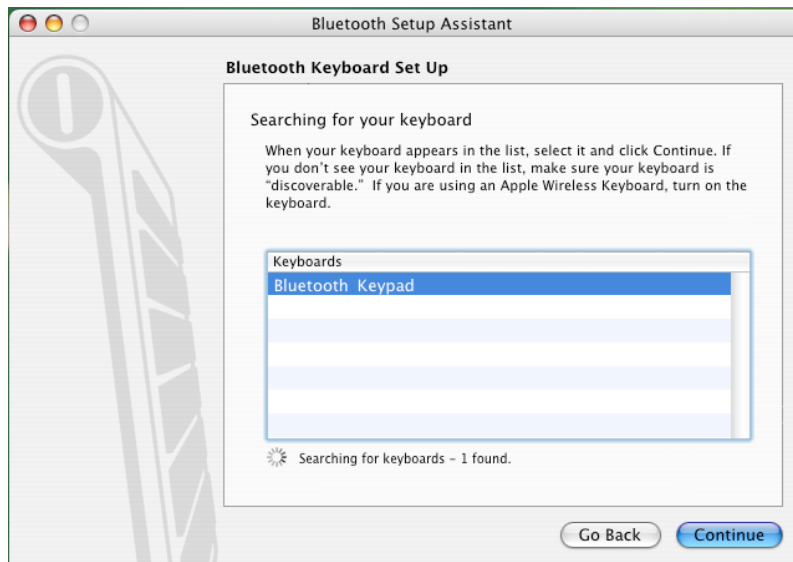 Bluetooth Setup Assistant
Bluetooth Keyboard Set Up
Searching for your keyboard
When your keyboard appears in the list, select it and click Continue. If
you don't see your keyboard in the list, make sure your keyboard is
“discoverable.” If you are using an Apple Wireless Keyboard, turn on the
keyboard.
Keyboards
Bluetooth Keypad
Searching for keyboards – 1 found.
Go Back
Continue